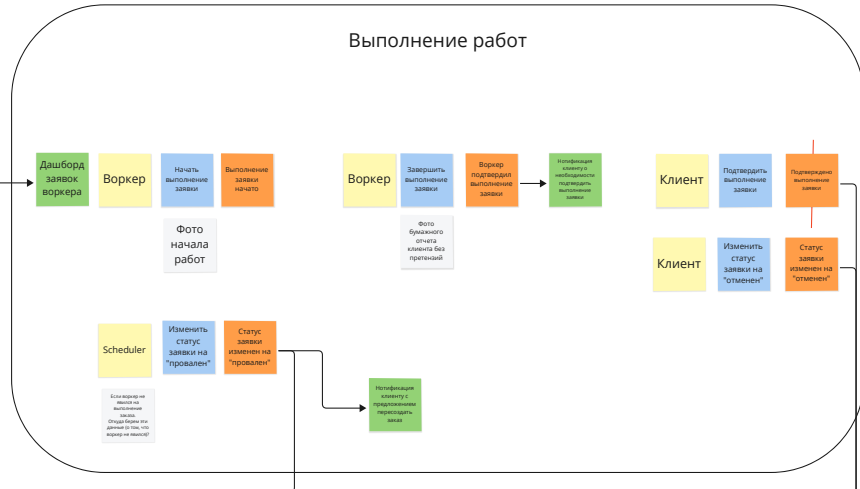 Выполнение работ
Дашборд
заявок
воркера
Воркер
Начать
выполнение
заявки
Выполнение
заявки
начато
Фото
начала
работ
Воркер
Завершить
выполнение
заявки
Воркер
подтвердил
выполнение
заявки
Нотификация
клиенту о
необходимости
подтвердить
выполнение
заявки
Фото
бумажного
отчета
клиента без
претензий
Клиент
Подтвердить
выполнение
заявки
Подтверждено
выполнение
заявки
Клиент
Изменить
статус
заявки на
"отменен"
Статус
заявки
изменен на
"отменен"
Scheduler
Изменить
статус
заявки на
"провален"
Статус
заявки
изменен на
"провален"
Если воркер не
явился на
выполнение
заказа.
Откуда берем эти
данные (о том, что
воркер не явился)?
Нотификация
клиенту с
предложением
пересоздать
заказ